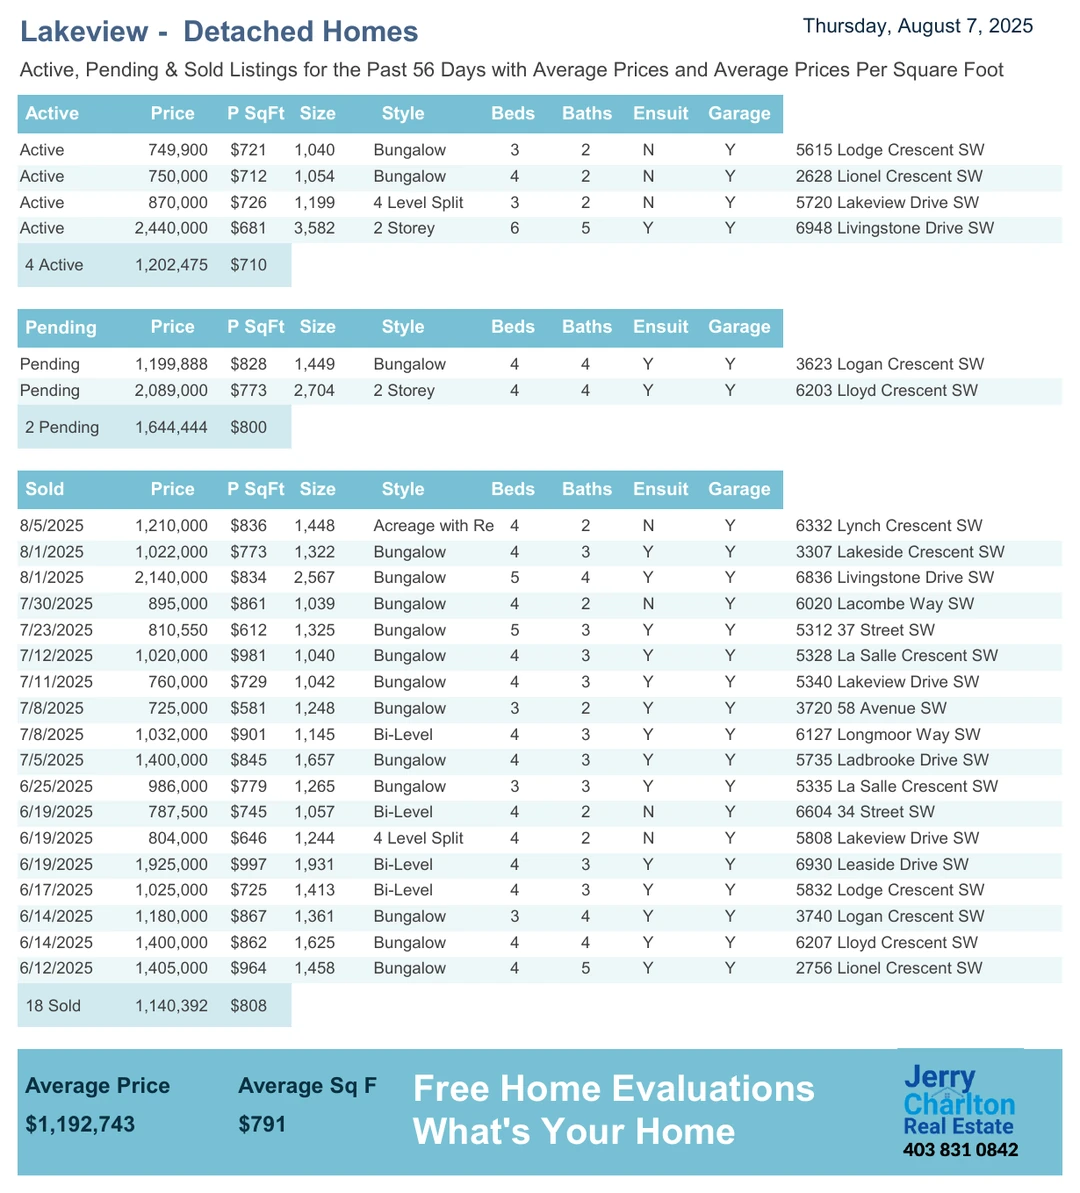 Lakeview -  Detached Homes
Thursday, August 7, 2025
Active, Pending & Sold Listings for the Past 56 Days with Average Prices and Average Prices Per Square Foot
Active Price P SqFt Size Style Beds Baths Ensuit Garage
Active 749,900 $721 1,040 Bungalow 3 2 N Y 5615 Lodge Crescent SW
Active 750,000 $712 1,054 Bungalow 4 2 N Y 2628 Lionel Crescent SW
Active 870,000 $726 1,199 4 Level Split 3 2 N Y 5720 Lakeview Drive SW
Active 2,440,000 $681 3,582 2 Storey 6 5 Y Y 6948 Livingstone Drive SW
4 Active 1,202,475 $710
Pending Price P SqFt Size Style Beds Baths Ensuit Garage
Pending 1,199,888 $828 1,449 Bungalow 4 4 Y Y 3623 Logan Crescent SW
Pending 2,089,000 $773 2,704 2 Storey 4 4 Y Y 6203 Lloyd Crescent SW
2 Pending 1,644,444 $800
Sold Price P SqFt Size Style Beds Baths Ensuit Garage
8/5/2025 1,210,000 $836 1,448 Acreage with Re 4 2 N Y 6332 Lynch Crescent SW
8/1/2025 1,022,000 $773 1,322 Bungalow 4 3 Y Y 3307 Lakeside Crescent SW
8/1/2025 2,140,000 $834 2,567 Bungalow 5 4 Y Y 6836 Livingstone Drive SW
7/30/2025 895,000 $861 1,039 Bungalow 4 2 N Y 6020 Lacombe Way SW
7/23/2025 810,550 $612 1,325 Bungalow 5 3 Y Y 5312 37 Street SW
7/12/2025 1,020,000 $981 1,040 Bungalow 4 3 Y Y 5328 La Salle Crescent SW
7/11/2025 760,000 $729 1,042 Bungalow 4 3 Y Y 5340 Lakeview Drive SW
7/8/2025 725,000 $581 1,248 Bungalow 3 2 Y Y 3720 58 Avenue SW
7/8/2025 1,032,000 $901 1,145 Bi-Level 4 3 Y Y 6127 Longmoor Way SW
7/5/2025 1,400,000 $845 1,657 Bungalow 4 3 Y Y 5735 Ladbrooke Drive SW
6/25/2025 986,000 $779 1,265 Bungalow 3 3 Y Y 5335 La Salle Crescent SW
6/19/2025 787,500 $745 1,057 Bi-Level 4 2 N Y 6604 34 Street SW
6/19/2025 804,000 $646 1,244 4 Level Split 4 2 N Y 5808 Lakeview Drive SW
6/19/2025 1,925,000 $997 1,931 Bi-Level 4 3 Y Y 6930 Leaside Drive SW
6/17/2025 1,025,000 $725 1,413 Bi-Level 4 3 Y Y 5832 Lodge Crescent SW
6/14/2025 1,180,000 $867 1,361 Bungalow 3 4 Y Y 3740 Logan Crescent SW
6/14/2025 1,400,000 $862 1,625 Bungalow 4 4 Y Y 6207 Lloyd Crescent SW
6/12/2025 1,405,000 $964 1,458 Bungalow 4 5 Y Y 2756 Lionel Crescent SW
18 Sold 1,140,392 $808
Average Price Average Sq F
$1,192,743 $791
Free Home Evaluations
What's Your Home
Jerry
Charlton
Real Estate
403 831 0842